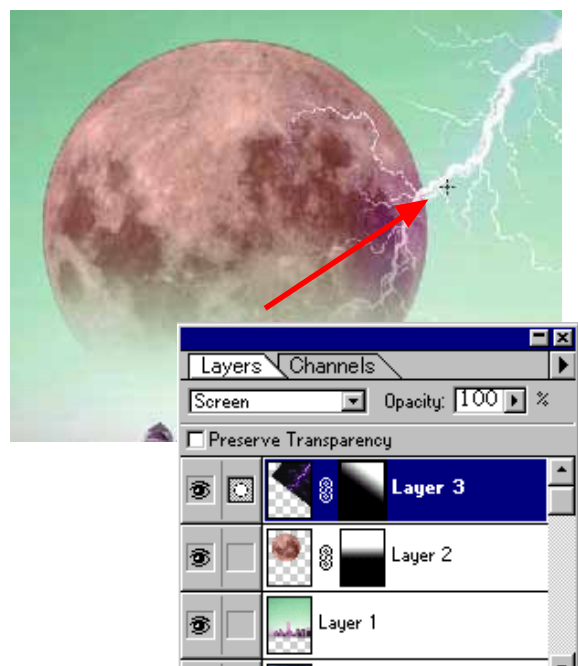 Layers Channels
Screen Opacity: 100 %
Preserve Transparency
Layer 3
Layer 2
Layer 1